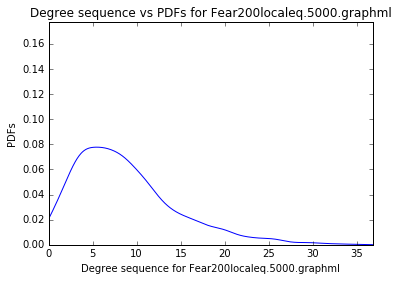 Degree sequence vs PDFs for Fear200localeq.5000.graphml
0.16
0.14
0.12
0.10
0.08
0.06
0.04
0.02
0.00
PDFs
0 5 10 15 20 25 30 35
Degree sequence for Fear200localeq.5000.graphml